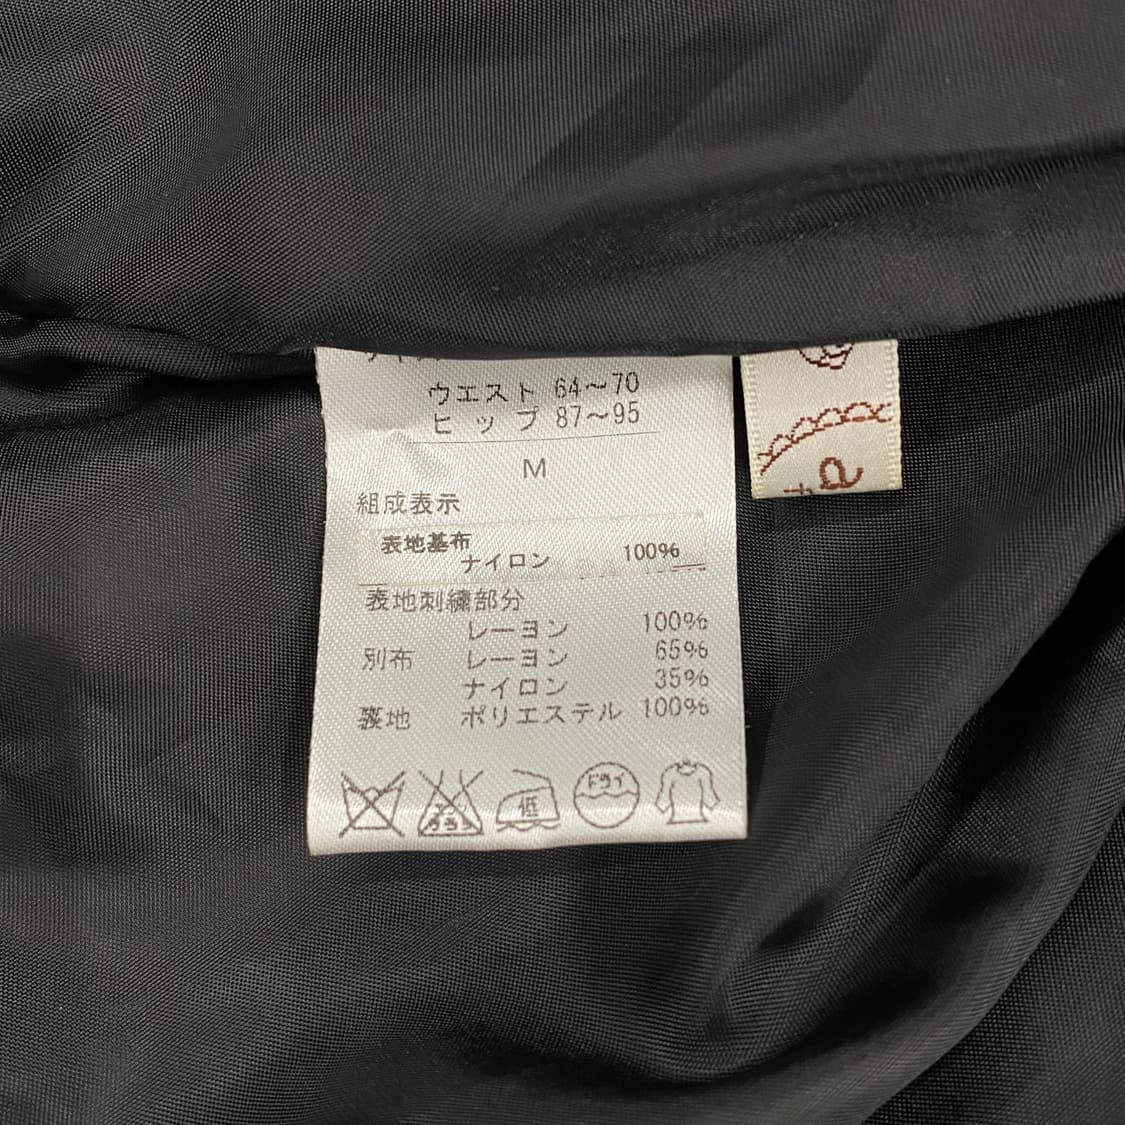 ウエスト 64～70
ヒップ 87～95
M
組成表示
表地基布
ナイロン 100%
表地刺繍部分
レーヨン 100%
別布 レーヨン 65%
ナイロン 35%
裏地 ポリエステル 100%
低
ドライ